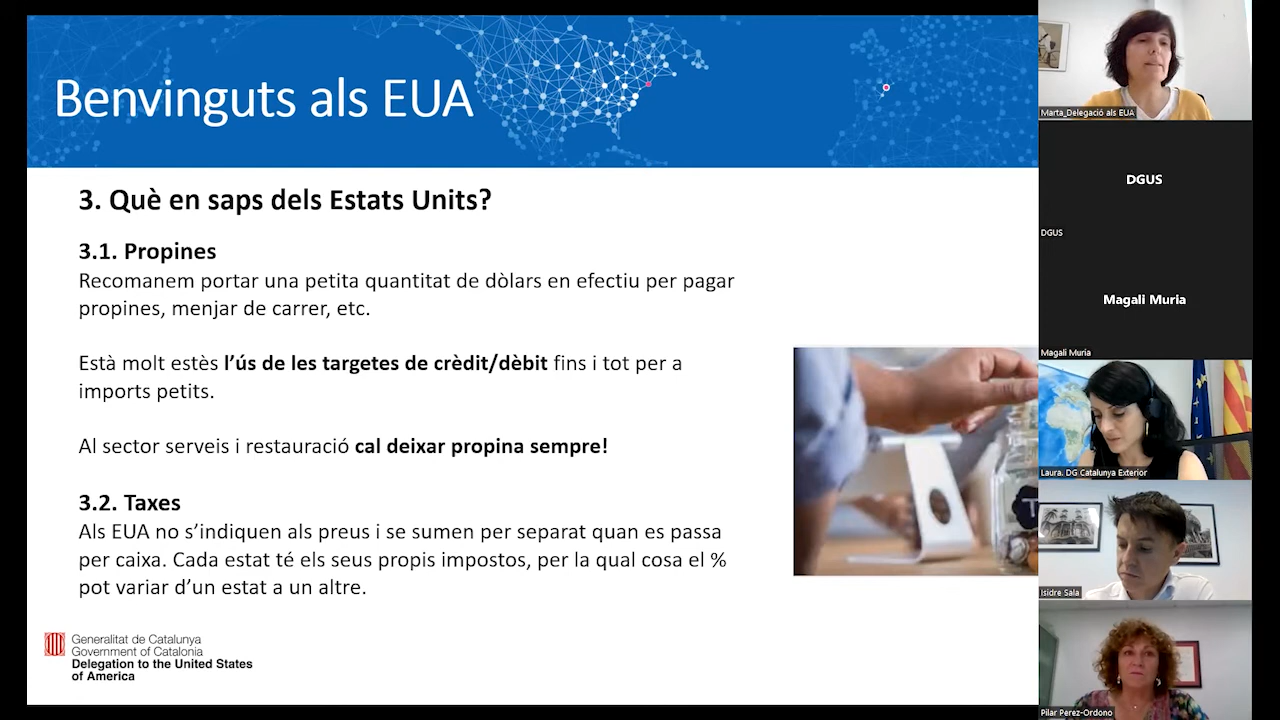 Benvinguts als EUA
3. Què en saps dels Estats Units?
3.1. Propines
Recomanem portar una petita quantitat de dòlars en efectiu per pagar
propines, menjar de carrer, etc.
Està molt estès l’ús de les targetes de crèdit/dèbit fins i tot per a
imports petits.
Al sector serveis i restauració cal deixar propina sempre!
3.2. Taxes
Als EUA no s’indiquen als preus i se sumen per separat quan es passa
per caixa. Cada estat té els seus propis impostos, per la qual cosa el %
pot variar d’un estat a un altre.
Generalitat de Catalunya
Government of Catalonia
Delegation to the United States
of America
Marta_Delegació als EUA
DGUS
DGUS
Magali Muria
Magali Muria
Laura. DG Catalunya Exterior
Isidre Sala
Pilar Perez-Ordono